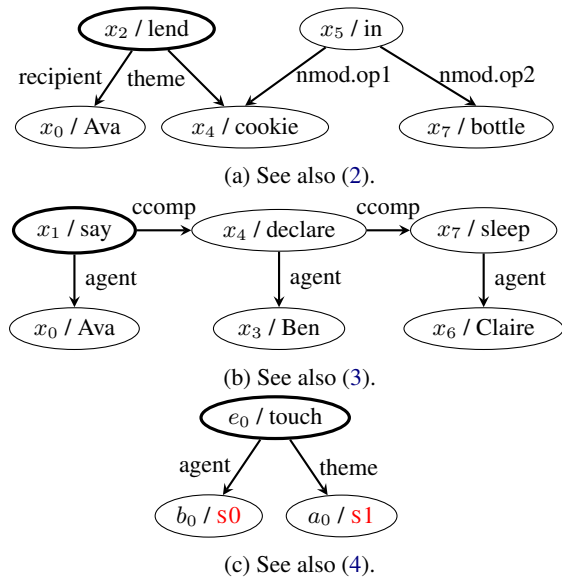 x₂ / lend x₅ / in
recipient theme nmod.op1 nmod.op2
x₀ / Ava x₄ / cookie x₇ / bottle
(a) See also (2).
ccomp ccomp
x₁ / say x₄ / declare x₇ / sleep
agent agent agent
x₀ / Ava x₃ / Ben x₆ / Claire
(b) See also (3).
e₀ / touch
agent theme
b₀ / S0 a₀ / S1
(c) See also (4).